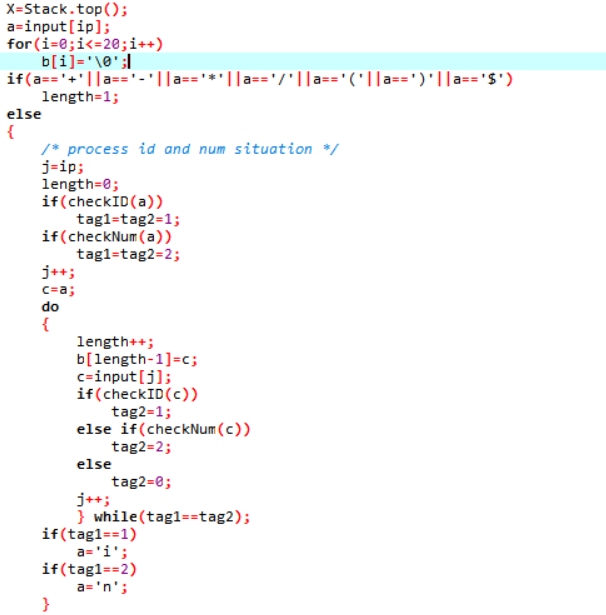 X=Stack.top();
a=input[ip];
for(i=0;i<=20;i++)
    b[i]='\0';
if(a=='+'||a=='-'||a=='*'||a=='/'||a=='('||a==')'||a=='$')
    length=1;
else
{
    /* process id and num situation */
    j=ip;
    length=0;
    if(checkID(a))
        tag1=tag2=1;
    if(checkNum(a))
        tag1=tag2=2;
    j++;
    c=a;
    do
    {
        length++;
        b[length-1]=c;
        c=input[j];
        if(checkID(c))
            tag2=1;
        else if(checkNum(c))
            tag2=2;
        else
            tag2=0;
        j++;
        } while(tag1==tag2);
    if(tag1==1)
        a='i';
    if(tag1==2)
        a='n';
    }